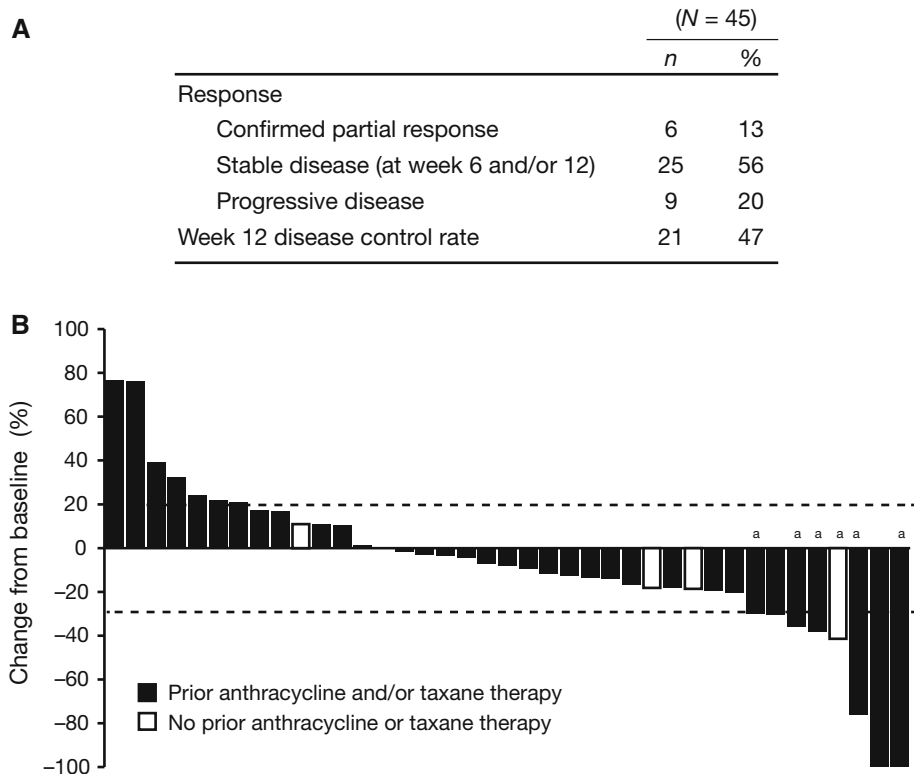 A
(N = 45)
n %
Response
Confirmed partial response 6 13
Stable disease (at week 6 and/or 12) 25 56
Progressive disease 9 20
Week 12 disease control rate 21 47
B
Change from baseline (%)
100
80
60
40
20
0
−20
−40
−60
−80
−100
a a a a a a
Prior anthracycline and/or taxane therapy
No prior anthracycline or taxane therapy